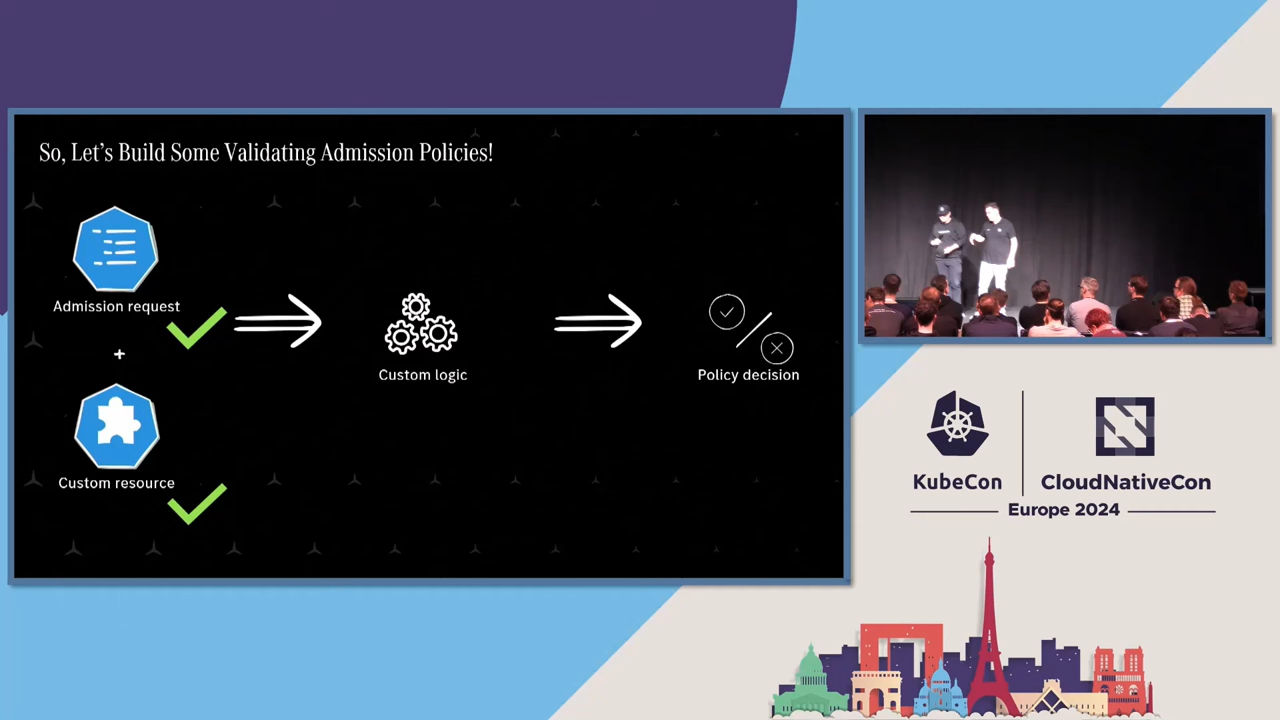 So, Let's Build Some Validating Admission Policies!
Admission request
+
Custom resource
Custom logic
Policy decision
KubeCon
CloudNativeCon
Europe 2024